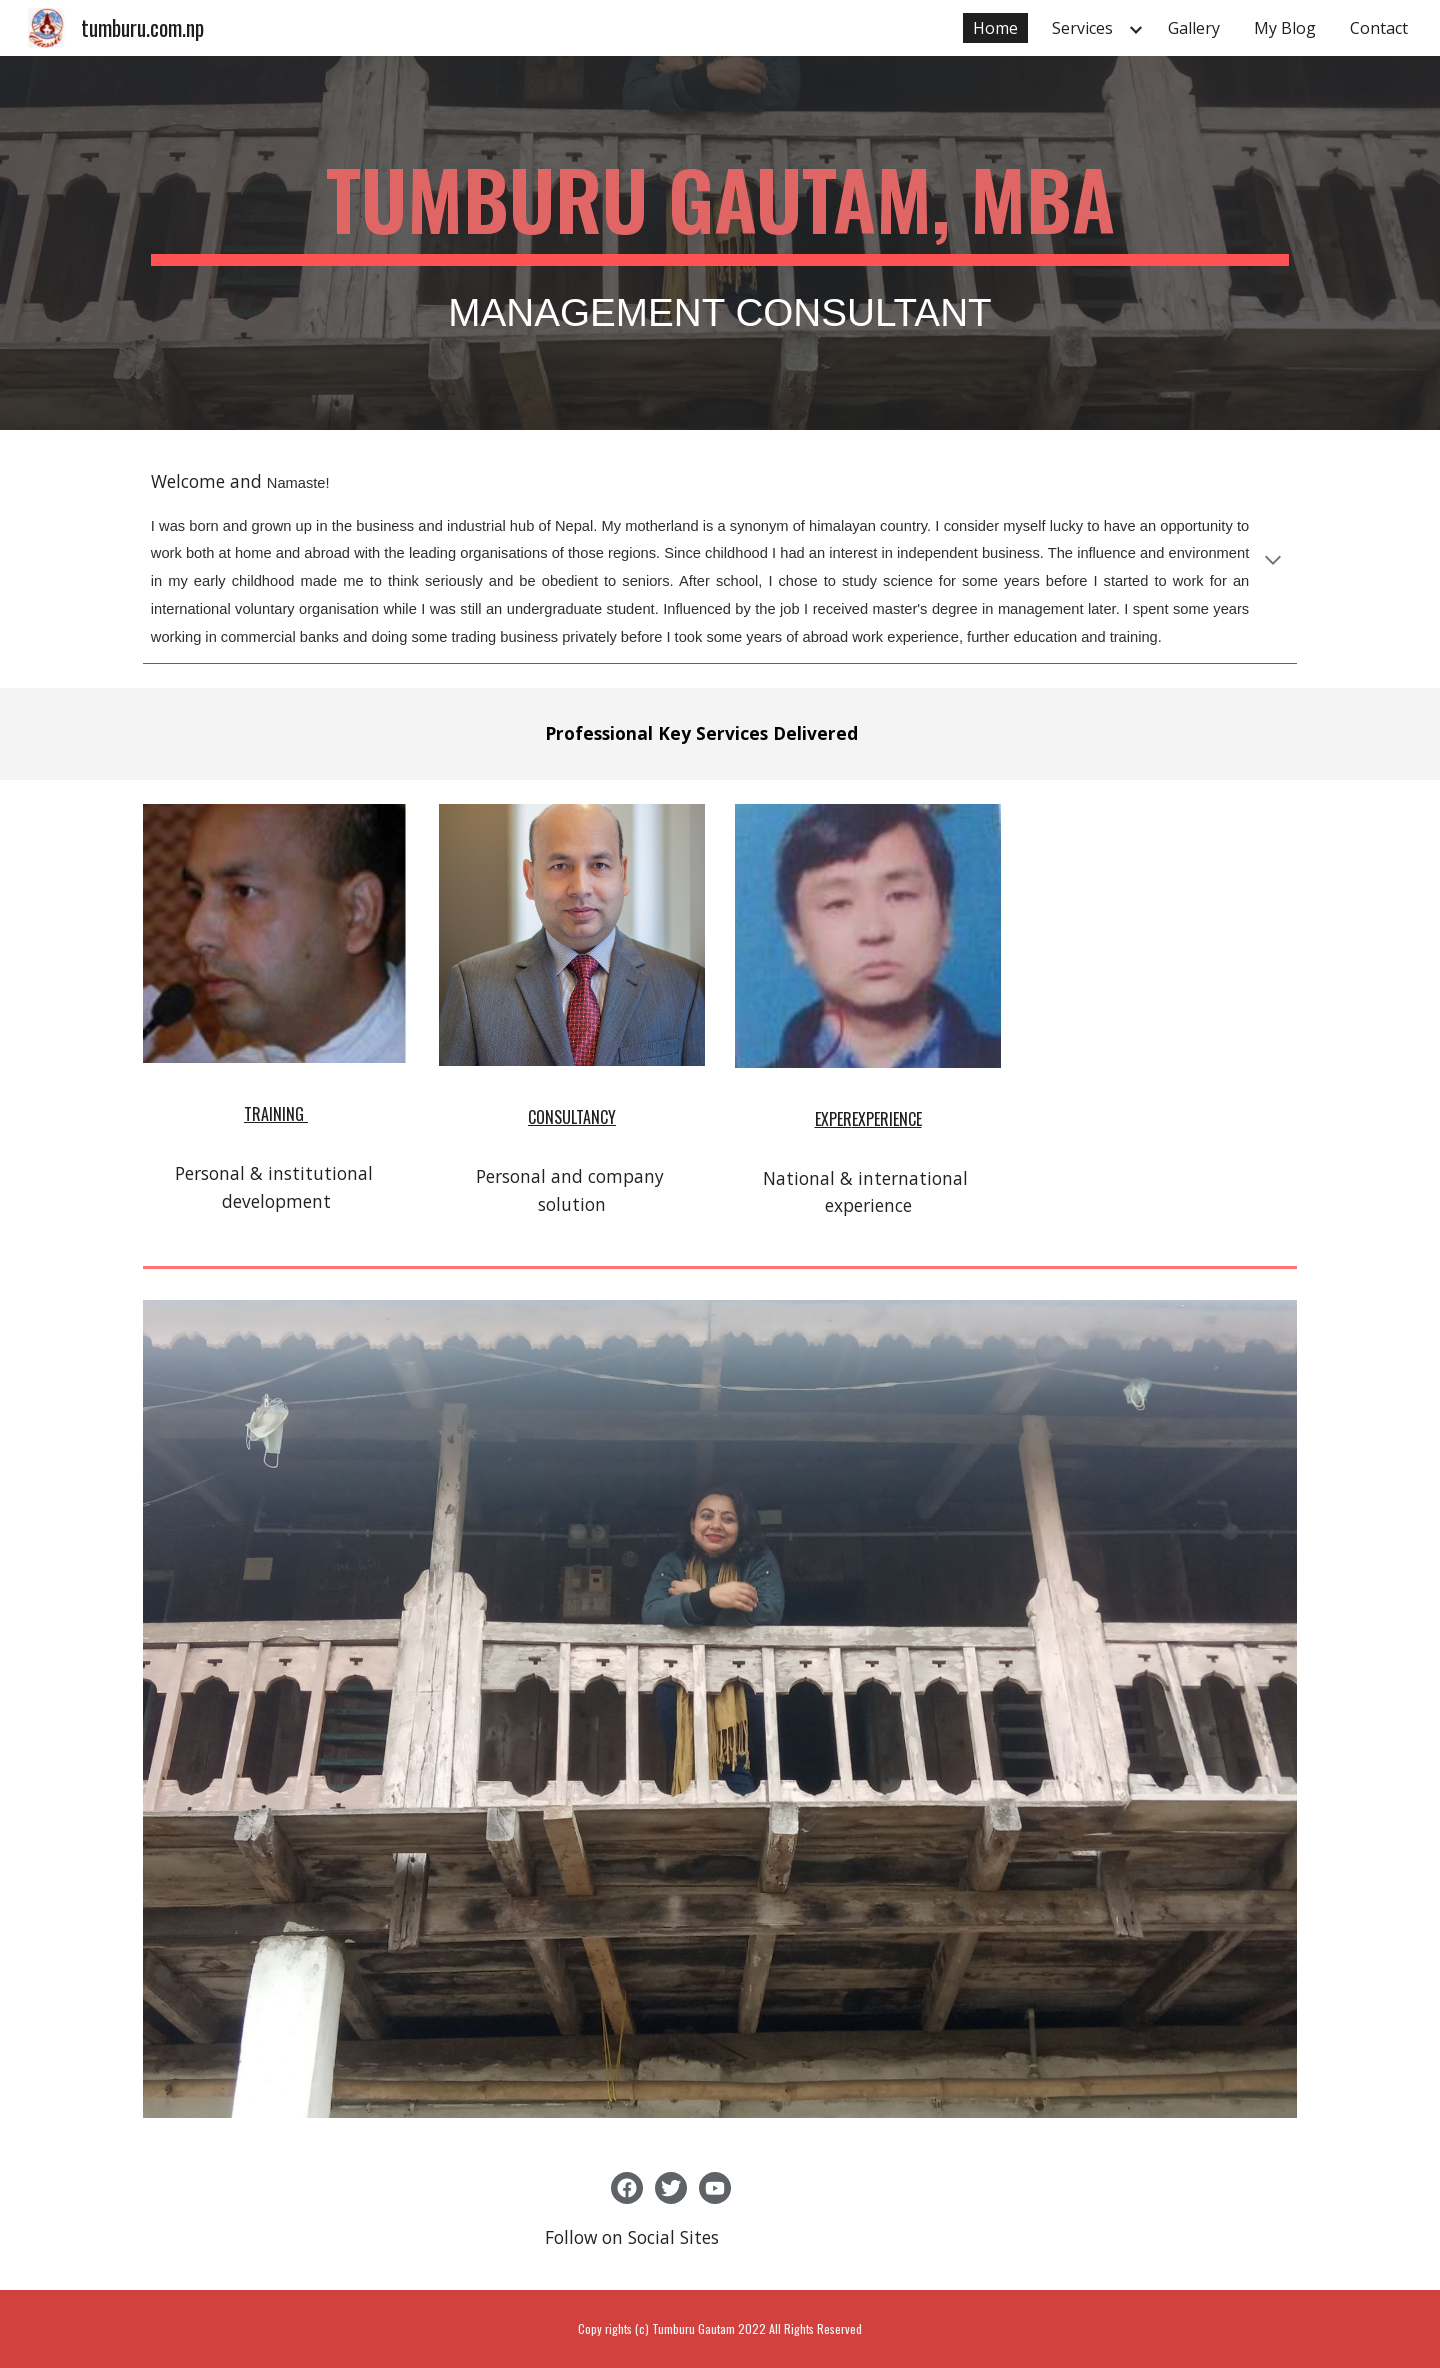 tumburu.com.np
Home
Services
Gallery
My Blog
Contact
TUMBURU GAUTAM, MBA
MANAGEMENT CONSULTANT
Welcome and Namaste!
I was born and grown up in the business and industrial hub of Nepal. My motherland is a synonym of himalayan country. I consider myself lucky to have an opportunity to
work both at home and abroad with the leading organisations of those regions. Since childhood I had an interest in independent business. The influence and environment
in my early childhood made me to think seriously and be obedient to seniors. After school, I chose to study science for some years before I started to work for an
international voluntary organisation while I was still an undergraduate student. Influenced by the job I received master's degree in management later. I spent some years
working in commercial banks and doing some trading business privately before I took some years of abroad work experience, further education and training.
Professional Key Services Delivered
TRAINING
Personal & institutional
development
CONSULTANCY
Personal and company
solution
EXPEREXPERIENCE
National & international
experience
Follow on Social Sites
Copy rights (c) Tumburu Gautam 2022 All Rights Reserved